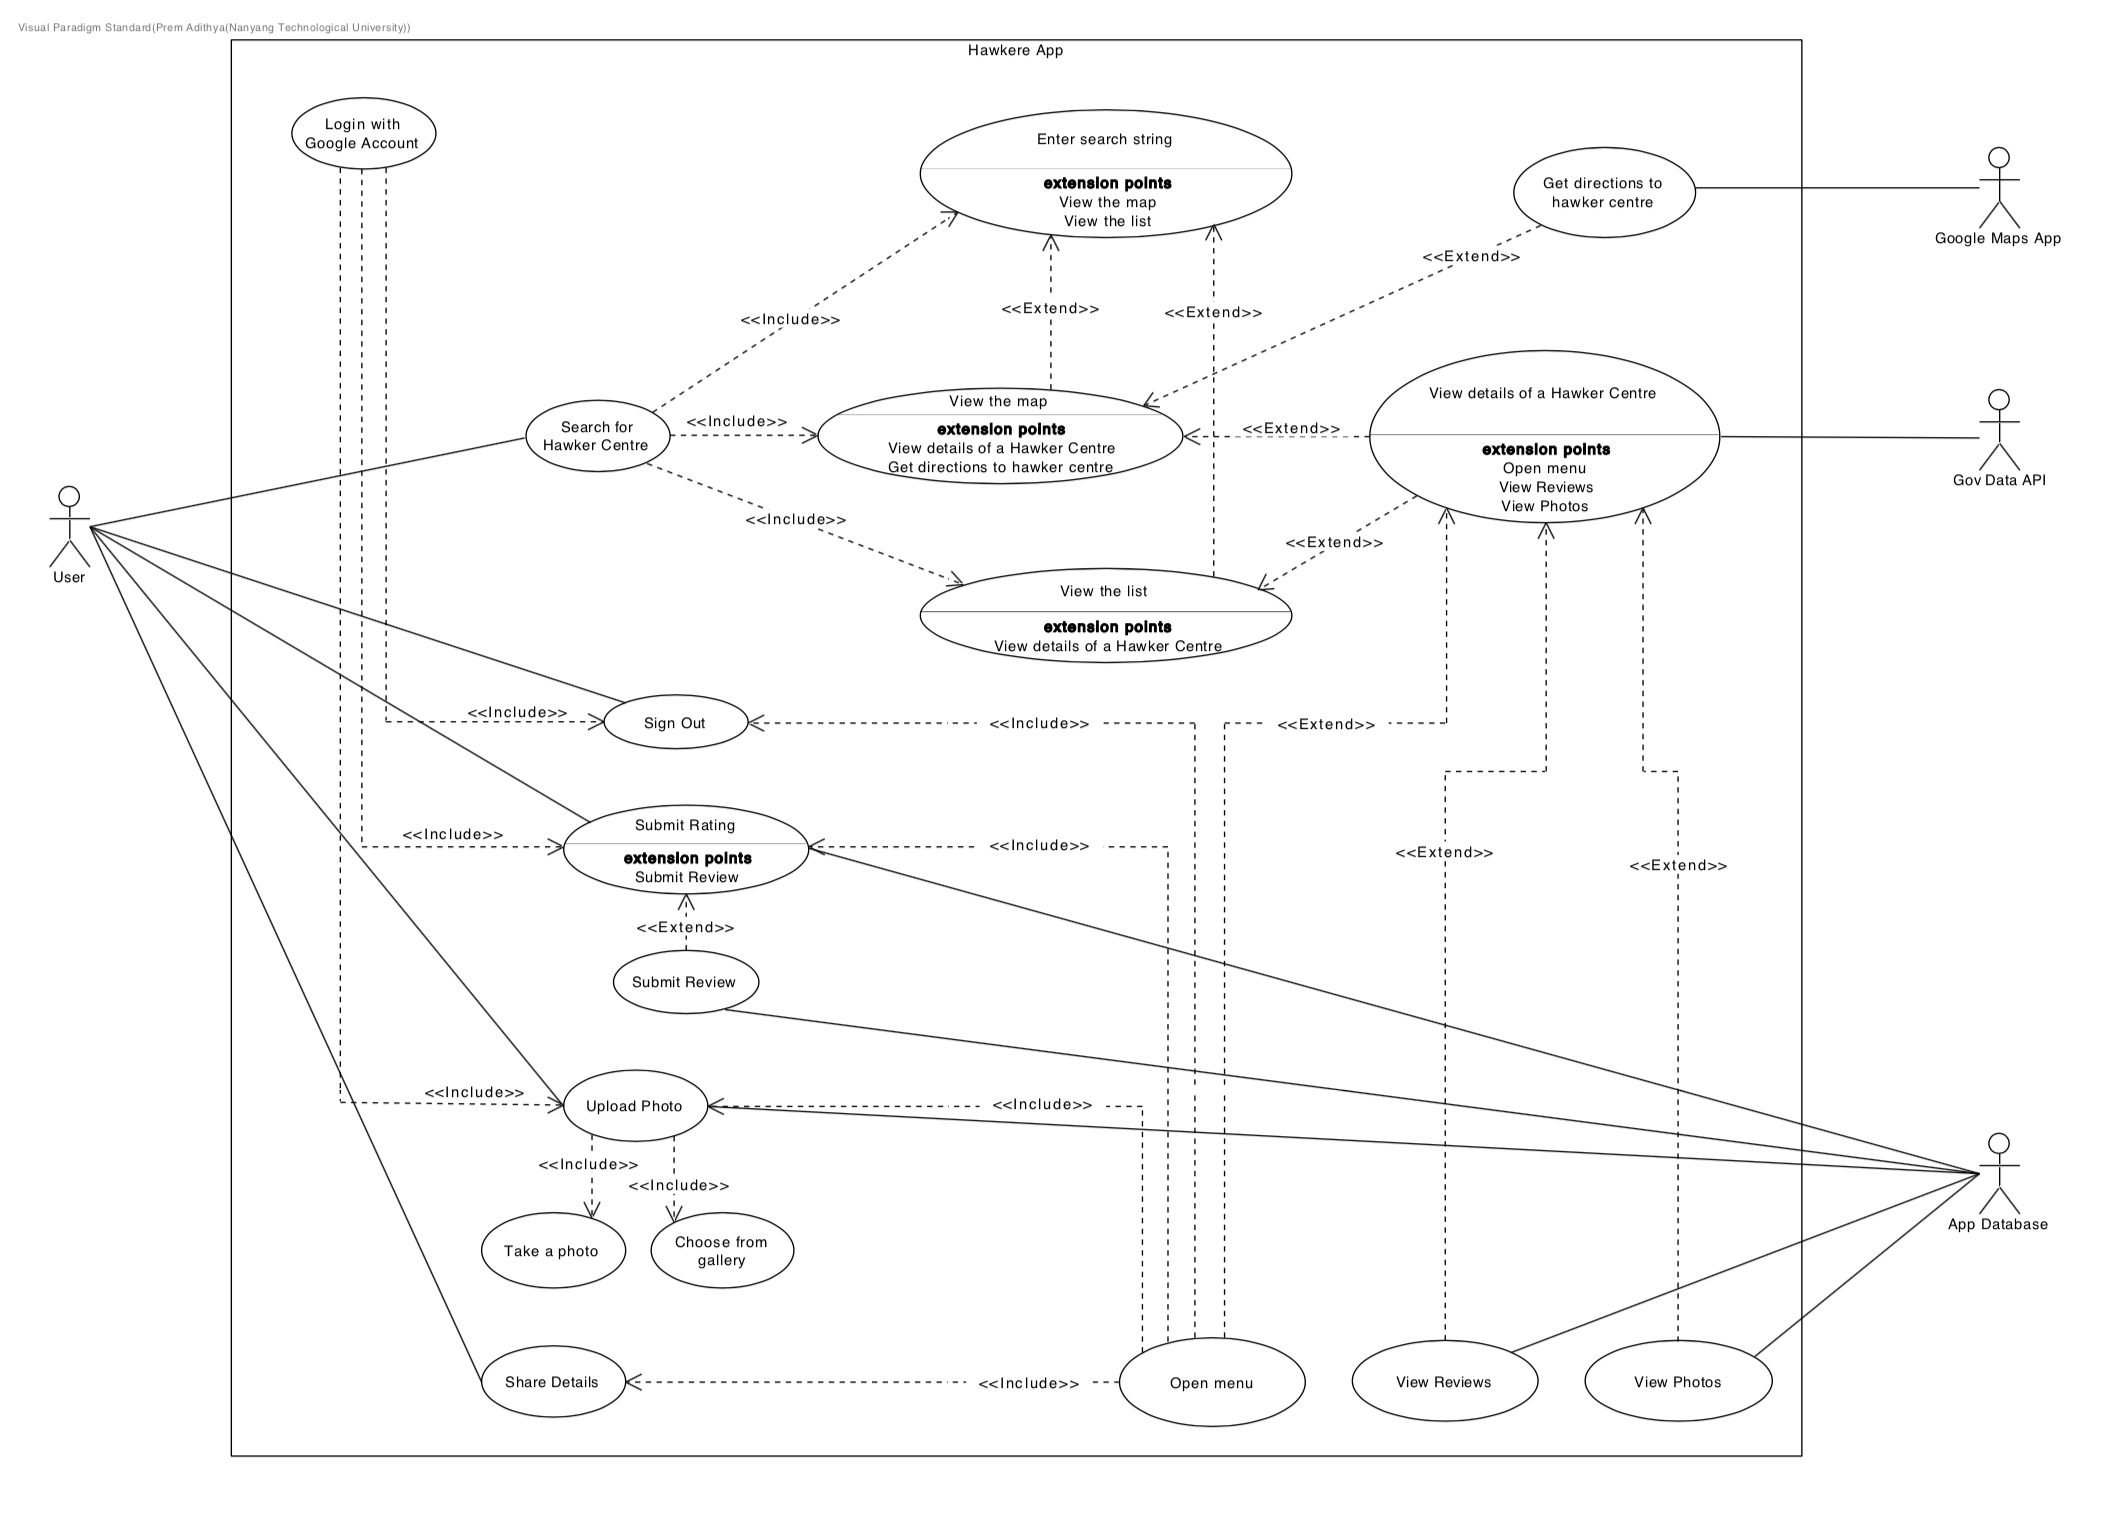 Visual Paradigm Standard(Prem Adithya(Nanyang Technological University))
Hawkere App
Login with
Google Account
Enter search string
extension points
View the map
View the list
Get directions to
hawker centre
Google Maps App
<<Extend>>
<<Include>>
<<Extend>>
<<Extend>>
Search for
Hawker Centre
<<Include>>
View the map
extension points
View details of a Hawker Centre
Get directions to hawker centre
<<Extend>>
View details of a Hawker Centre
extension points
Open menu
View Reviews
View Photos
Gov Data API
<<Include>>
<<Extend>>
User
View the list
extension points
View details of a Hawker Centre
<<Include>>
Sign Out
<<Include>>
<<Extend>>
<<Include>>
Submit Rating
extension points
Submit Review
<<Include>>
<<Extend>>
<<Extend>>
<<Extend>>
Submit Review
<<Include>>
Upload Photo
<<Include>>
<<Include>>
<<Include>>
Take a photo
Choose from
gallery
App Database
Share Details
<<Include>>
Open menu
View Reviews
View Photos